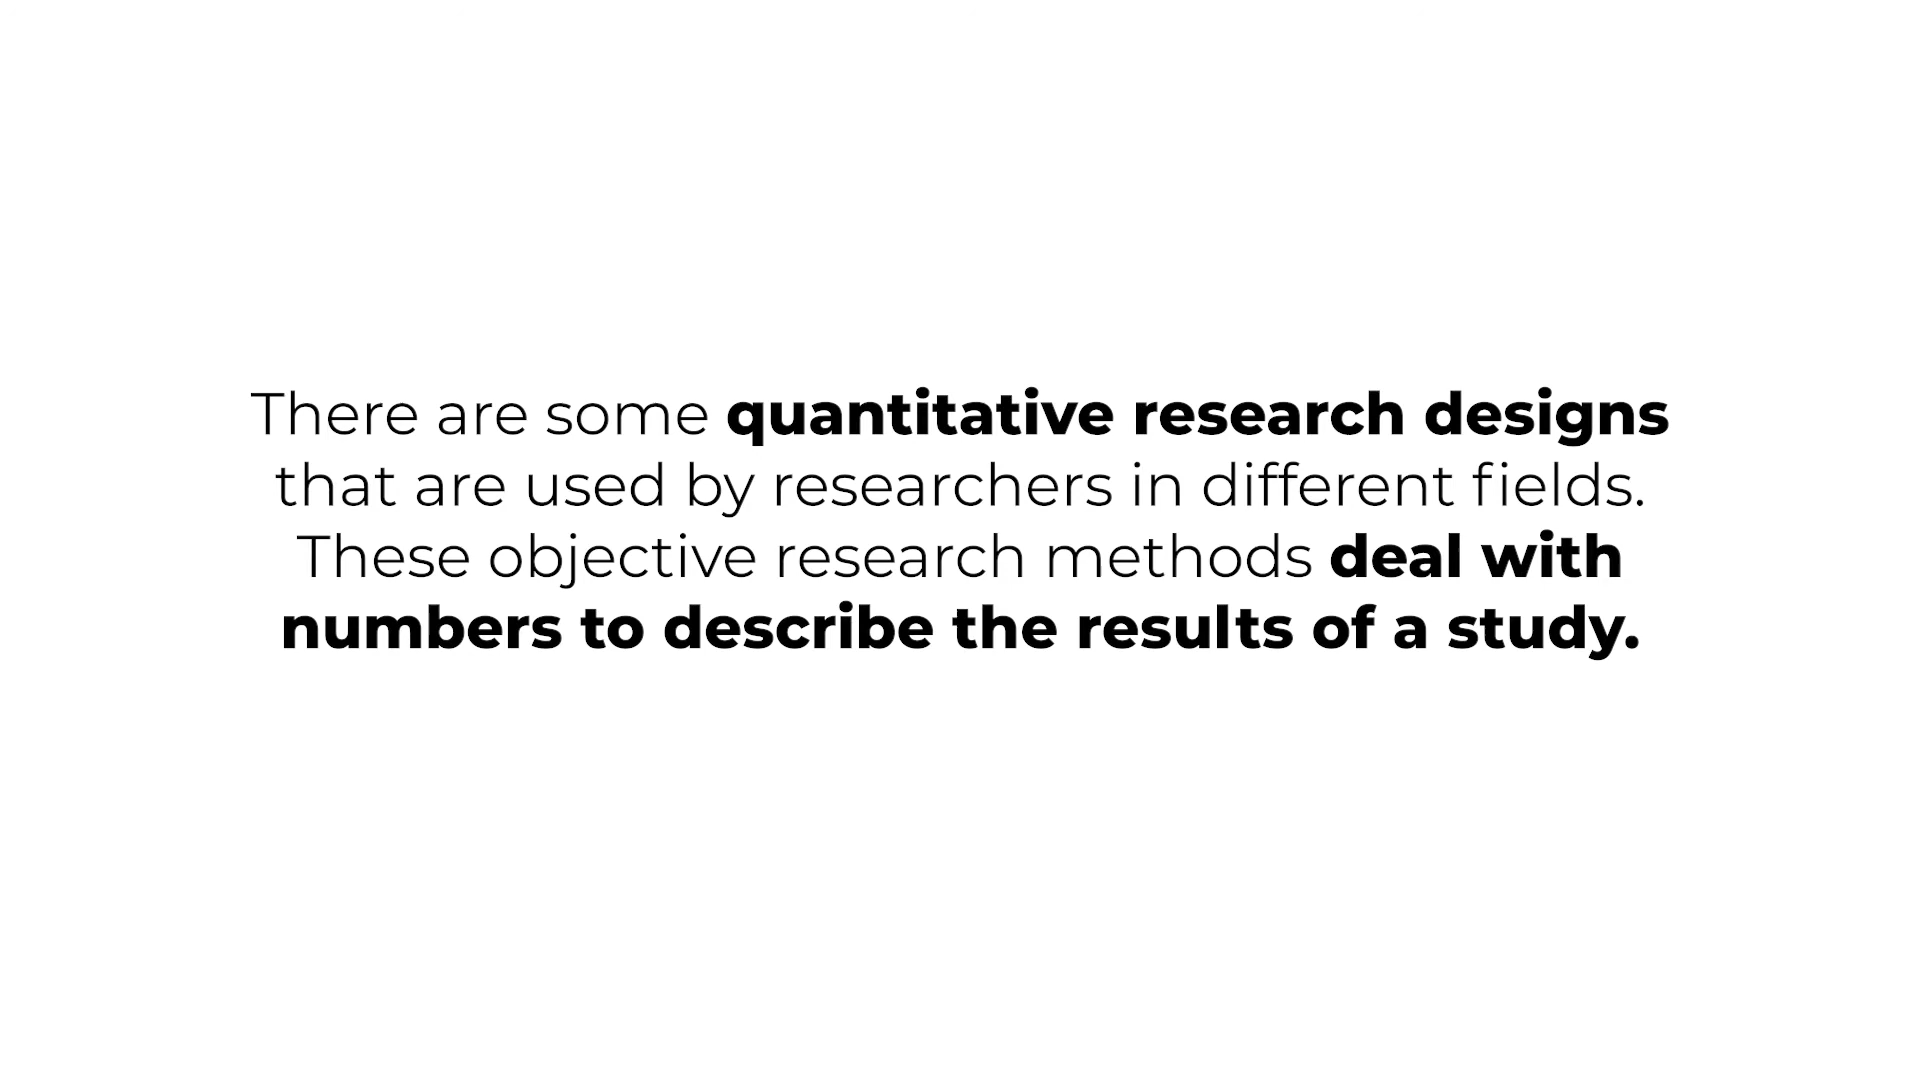 There are some quantitative research designs
that are used by researchers in different fields.
These objective research methods deal with
numbers to describe the results of a study.